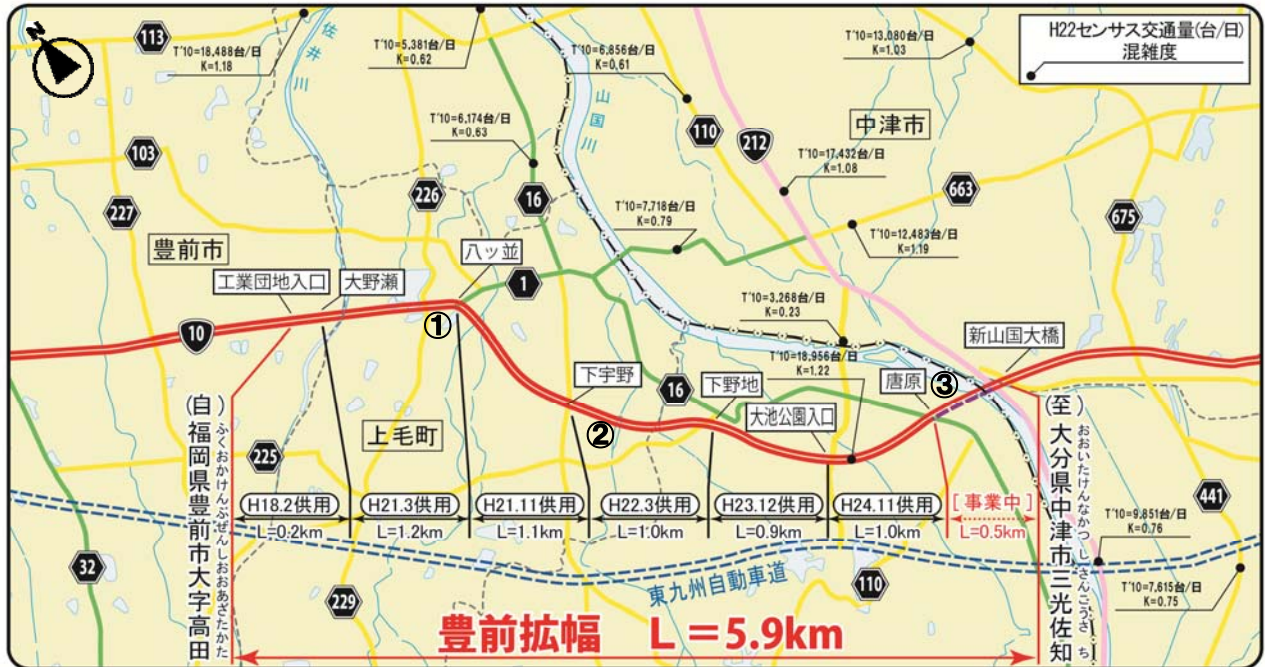 N
H22センサス交通量(台/日)
混雑度
113
T'10=18,488台/日
K=1.18
佐井川
T'10=5,381台/日
K=0.62
T'10=6,856台/日
K=0.61
T'10=13,080台/日
K=1.03
山国川
110
212
中津市
T'10=6,174台/日
K=0.63
T'10=17,432台/日
K=1.08
103
226
16
663
227
675
T'10=7,718台/日
K=0.79
T'10=12,483台/日
K=1.19
豊前市
八ッ並
工業団地入口
大野瀬
1
T'10=3,268台/日
K=0.23
①
10
新山国大橋
T'10=18,956台/日
K=1.22
下宇野
16
下野地
唐原
③
大池公園入口
②
上毛町
225
(自)福岡県豊前市大字高田
ふくおかけんぶぜんしおおあざたかた
(至)大分県中津市三光佐知
おおいたけんなかつしさんこうさち
H18.2供用
H21.3供用
H21.11供用
H22.3供用
H23.12供用
H24.11供用
[事業中]
L=0.2km
L=1.2km
L=1.1km
L=1.0km
L=0.9km
L=1.0km
L=0.5km
441
T'10=9,851台/日
K=0.76
32
229
東九州自動車道
110
T'10=7,615台/日
K=0.75
豊前拡幅 L=5.9km